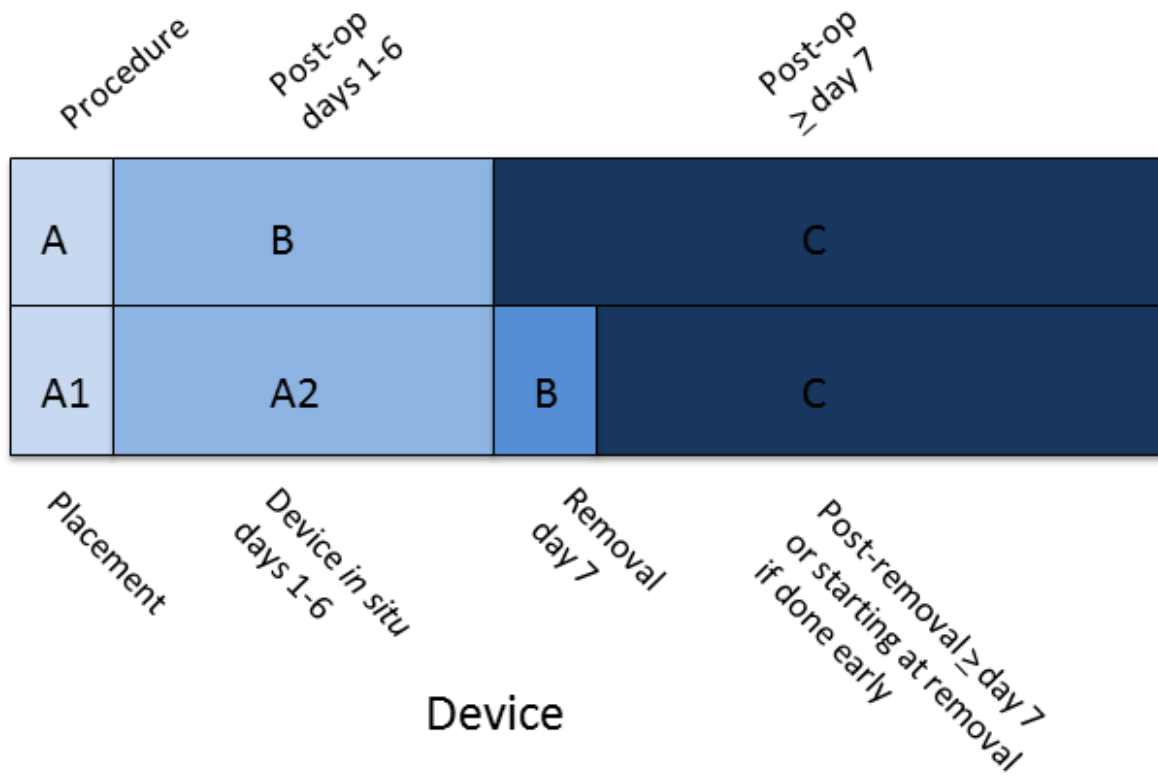 Procedure
Post-op
days 1-6
Post-op
≥ day 7
A
B
C
A1
A2
B
C
Placement
Device in situ
days 1-6
Removal
day 7
Post-removal ≥ day 7
or starting at removal
if done early
Device